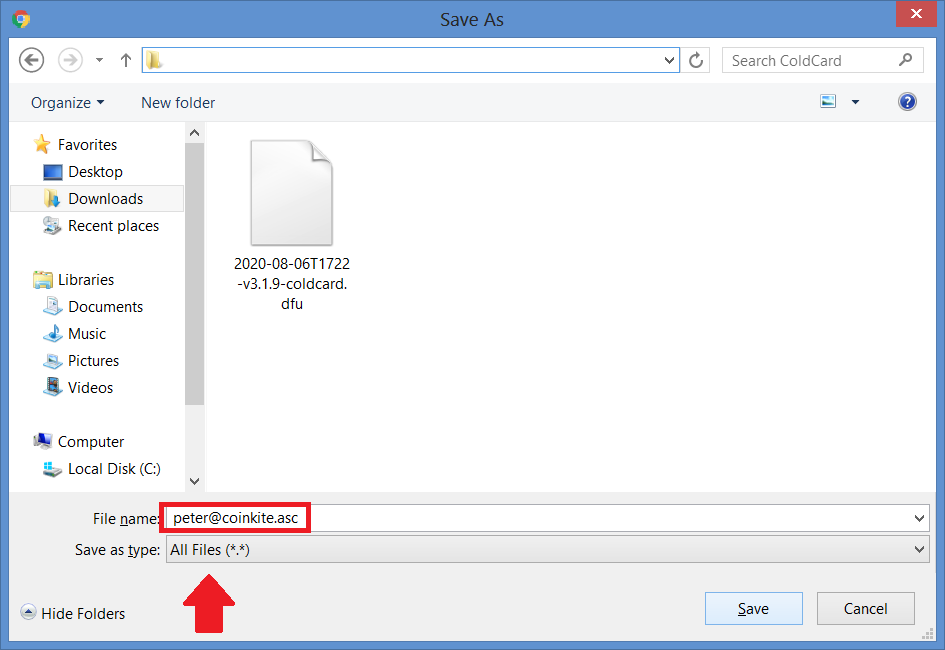 Save As
Search ColdCard
Organize
New folder
Favorites
Desktop
Downloads
Recent places
Libraries
Documents
Music
Pictures
Videos
Computer
Local Disk (C:)
2020-08-06T1722
-v3.1.9-coldcard.
dfu
File name: peter@coinkite.asc
Save as type: All Files (*.*)
Hide Folders
Save
Cancel